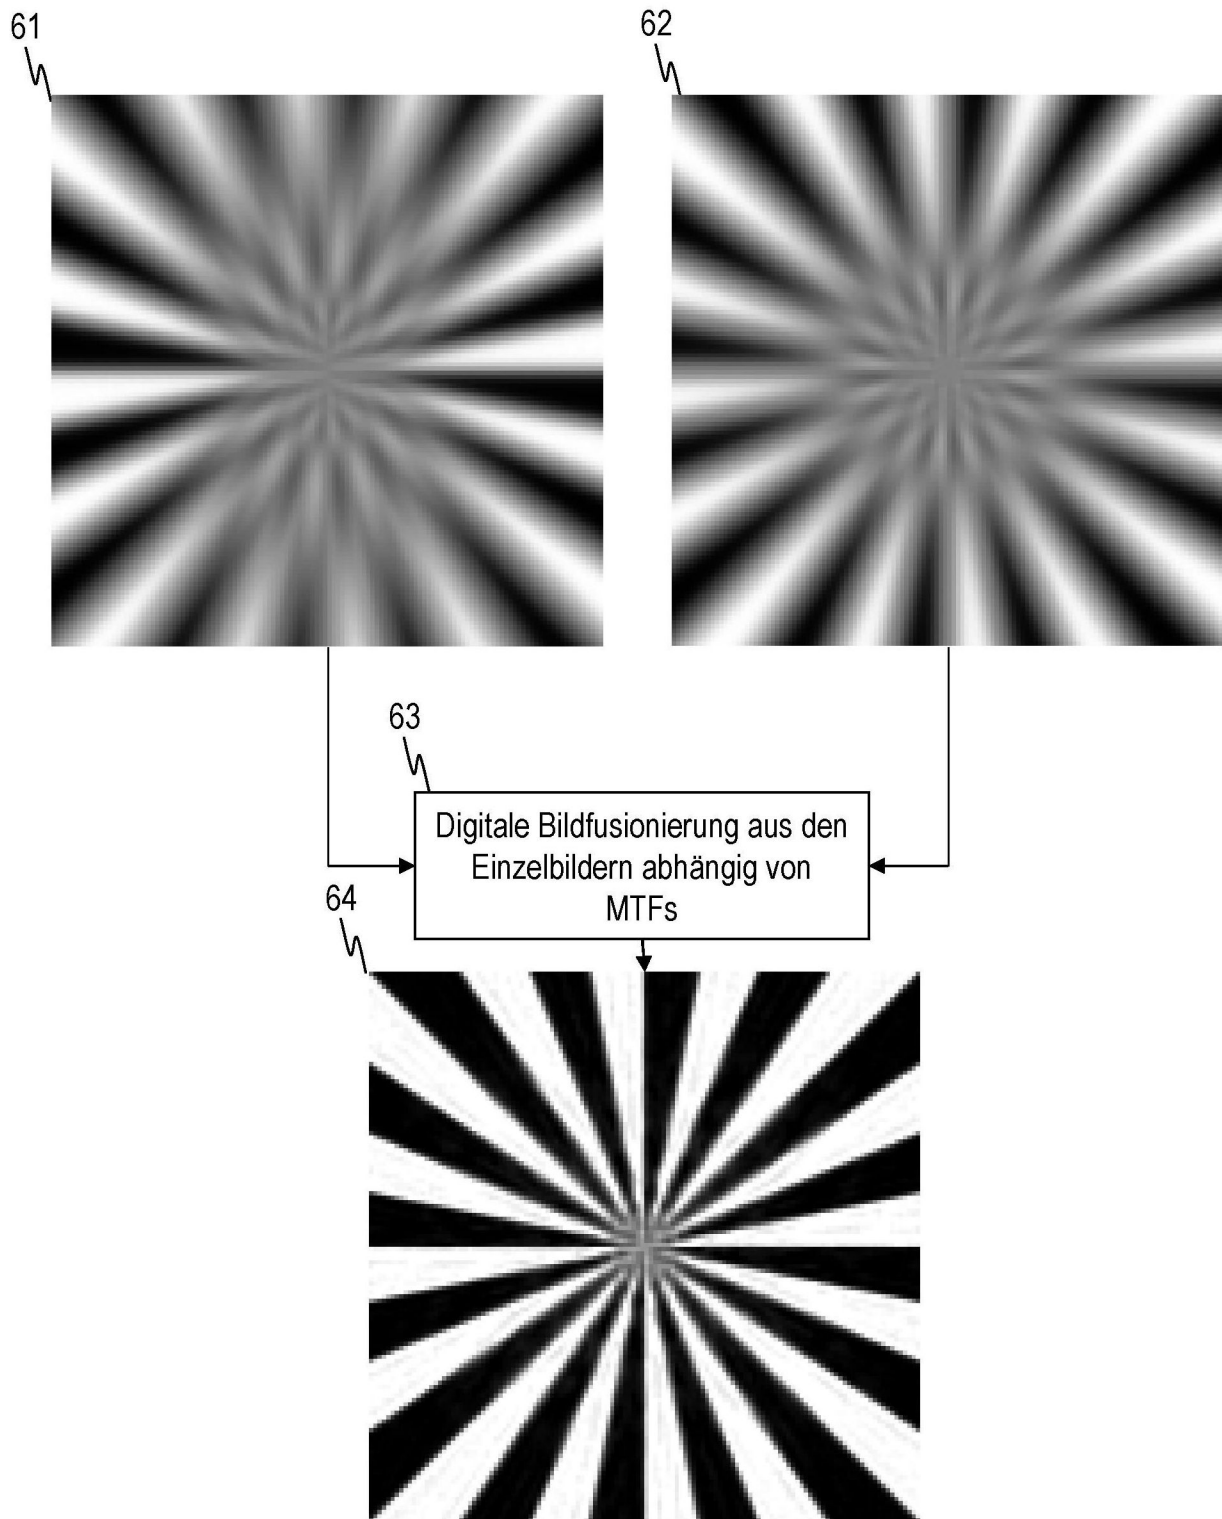 61
62
63
Digitale Bildfusionierung aus den
Einzelbildern abhängig von
MTFs
64